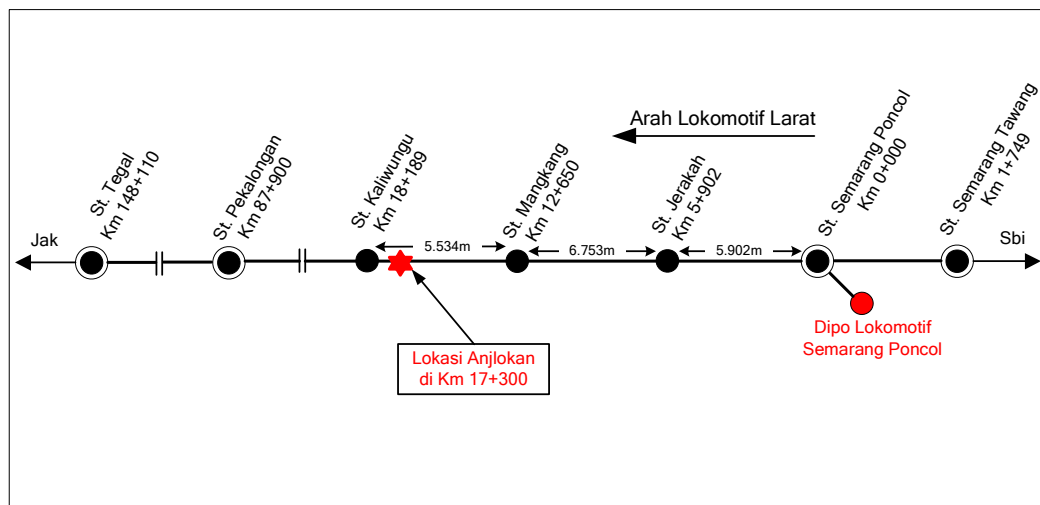 Arah Lokomotif Larat
St. Tegal
Km 148+110
St. Pekalongan
Km 87+900
St. Kaliwungu
Km 18+189
St. Mangkang
Km 12+650
St. Jerakah
Km 5+902
St. Semarang Poncol
Km 0+000
St. Semarang Tawang
Km 1+749
Jak
5.534m
6.753m
5.902m
Sbi
Lokasi Anjlokan
di Km 17+300
Dipo Lokomotif
Semarang Poncol